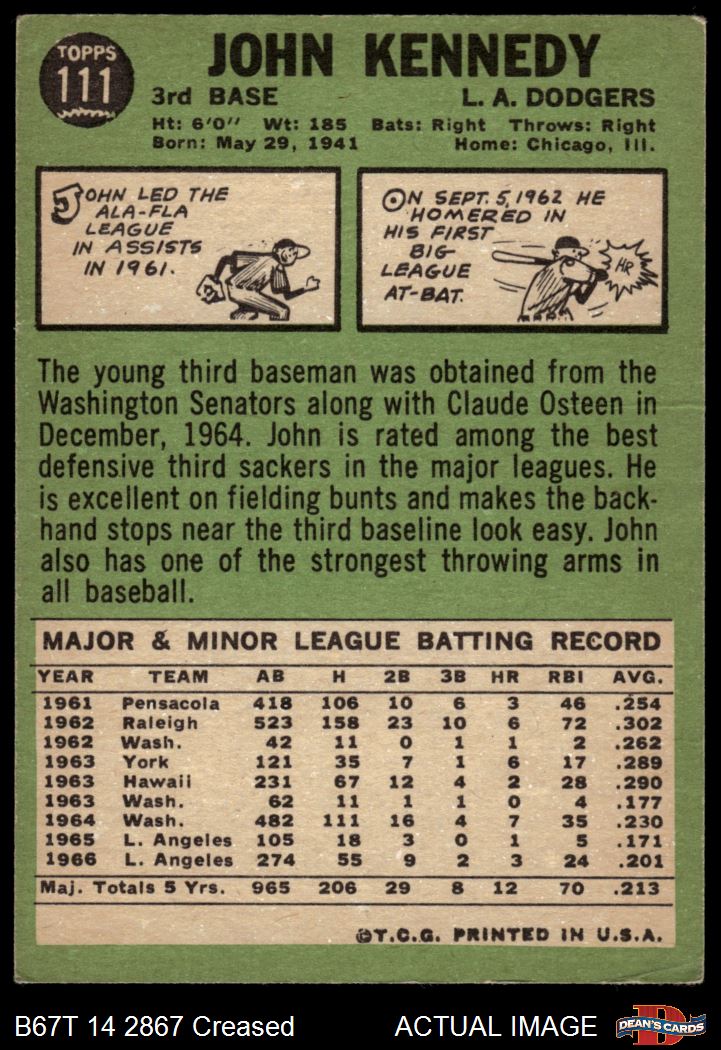 TOPPS
111
JOHN KENNEDY
3rd BASE L. A. DODGERS
Ht: 6'0" Wt: 185 Bats: Right Throws: Right
Born: May 29, 1941 Home: Chicago, Ill.
JOHN LED THE
ALA-FLA
LEAGUE
IN ASSISTS
IN 1961.
ON SEPT. 5, 1962 HE
HOMERED IN
HIS FIRST
BIG-
LEAGUE
AT-BAT.
HR
The young third baseman was obtained from the
Washington Senators along with Claude Osteen in
December, 1964. John is rated among the best
defensive third sackers in the major leagues. He
is excellent on fielding bunts and makes the back-
hand stops near the third baseline look easy. John
also has one of the strongest throwing arms in
all baseball.
MAJOR & MINOR LEAGUE BATTING RECORD
YEAR TEAM AB H 2B 3B HR RBI AVG.
1961 Pensacola 418 106 10 6 3 46 .254
1962 Raleigh 523 158 23 10 6 72 .302
1962 Wash. 42 11 0 1 1 2 .262
1963 York 121 35 7 1 6 17 .289
1963 Hawaii 231 67 12 4 2 28 .290
1963 Wash. 62 11 1 1 0 4 .177
1964 Wash. 482 111 16 4 7 35 .230
1965 L. Angeles 105 18 3 0 1 5 .171
1966 L. Angeles 274 55 9 2 3 24 .201
Maj. Totals 5 Yrs. 965 206 29 8 12 70 .213
©T.C.G. PRINTED IN U.S.A.
B67T 14 2867 Creased ACTUAL IMAGE
D
DEAN'S CARDS